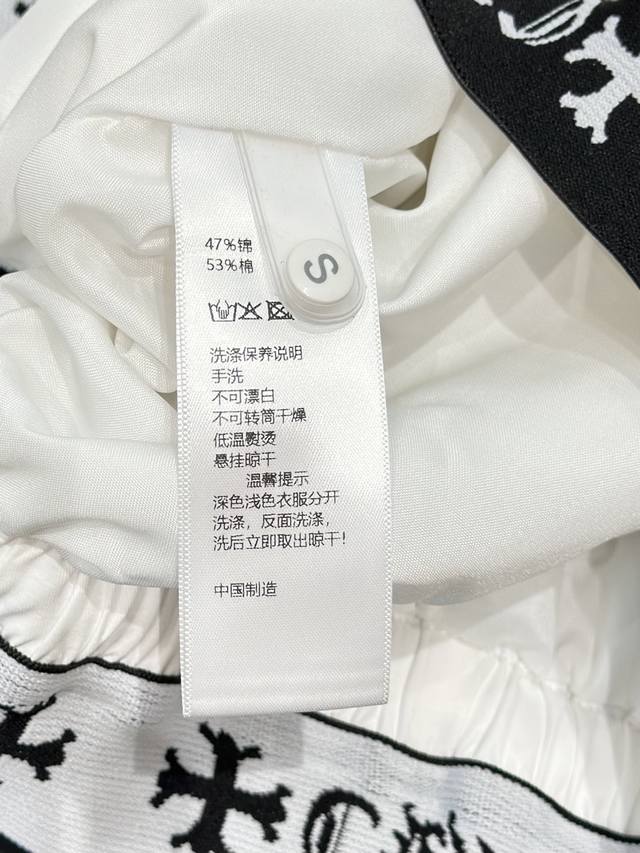 47%锦
53%棉
S
洗涤保养说明
手洗
不可漂白
不可转筒干燥
低温熨烫
悬挂晾干
温馨提示
深色浅色衣服分开
洗涤，反面洗涤，
洗后立即取出晾干！
中国制造